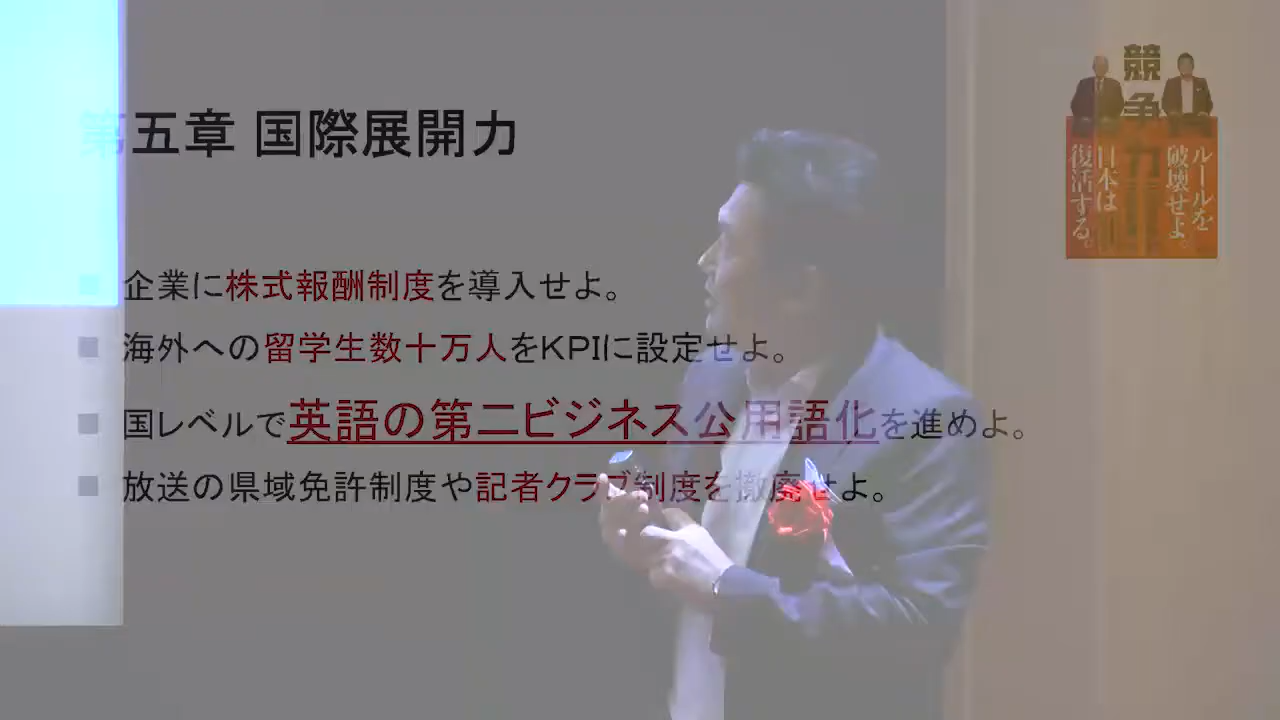 第五章 国際展開力
企業に株式報酬制度を導入せよ。
海外への留学生数十万人をKPIに設定せよ。
国レベルで英語の第二ビジネス公用語化を進めよ。
放送の県域免許制度や記者クラブ制度を撤廃せよ。
競争力
ルールを
破壊せよ。
日本は
復活する。